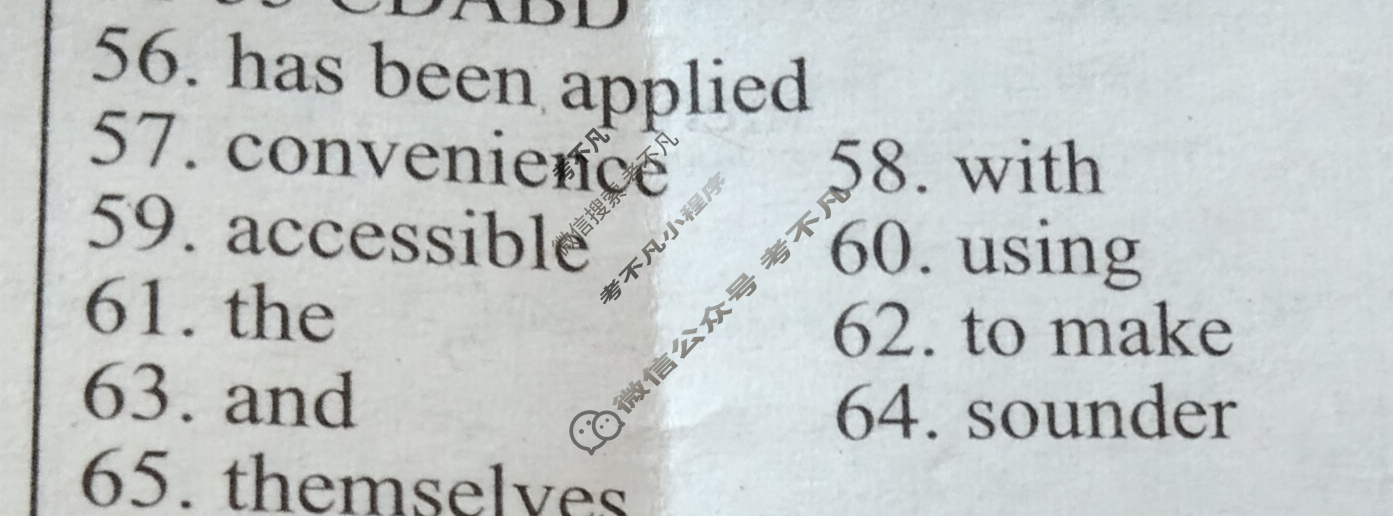 CDABD
56. has been applied
57. convenience 58. with
59. accessible 60. using
61. the 62. to make
63. and 64. sounder
65. themselves
考不凡
微信搜索 考不凡
考不凡小程序
微信公众号 考不凡